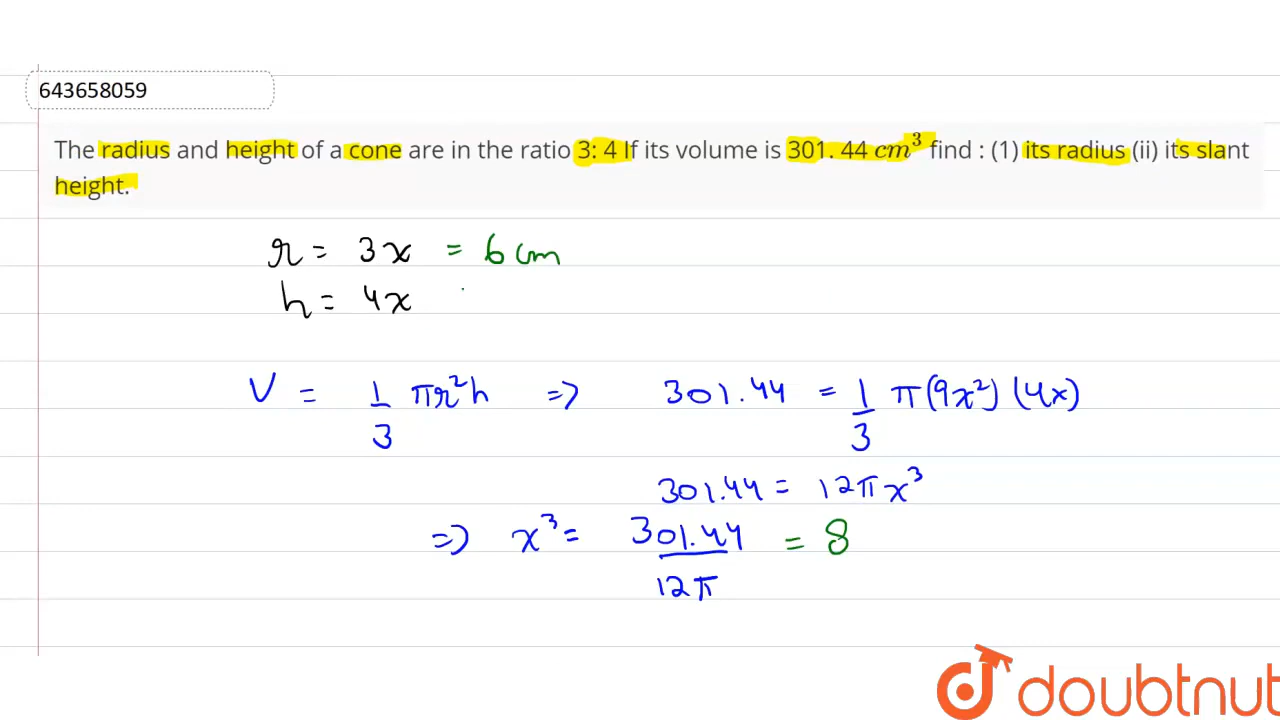 643658059
The radius and height of a cone are in the ratio 3: 4 If its volume is 301. 44 cm³ find : (1) its radius (ii) its slant
height.
r = 3x = 6 cm
h = 4x
V = 1/3 πr²h => 301.44 = 1/3 π(9x²) (4x)
301.44 = 12πx³
=> x³ = 301.44/12π = 8
doubtnut